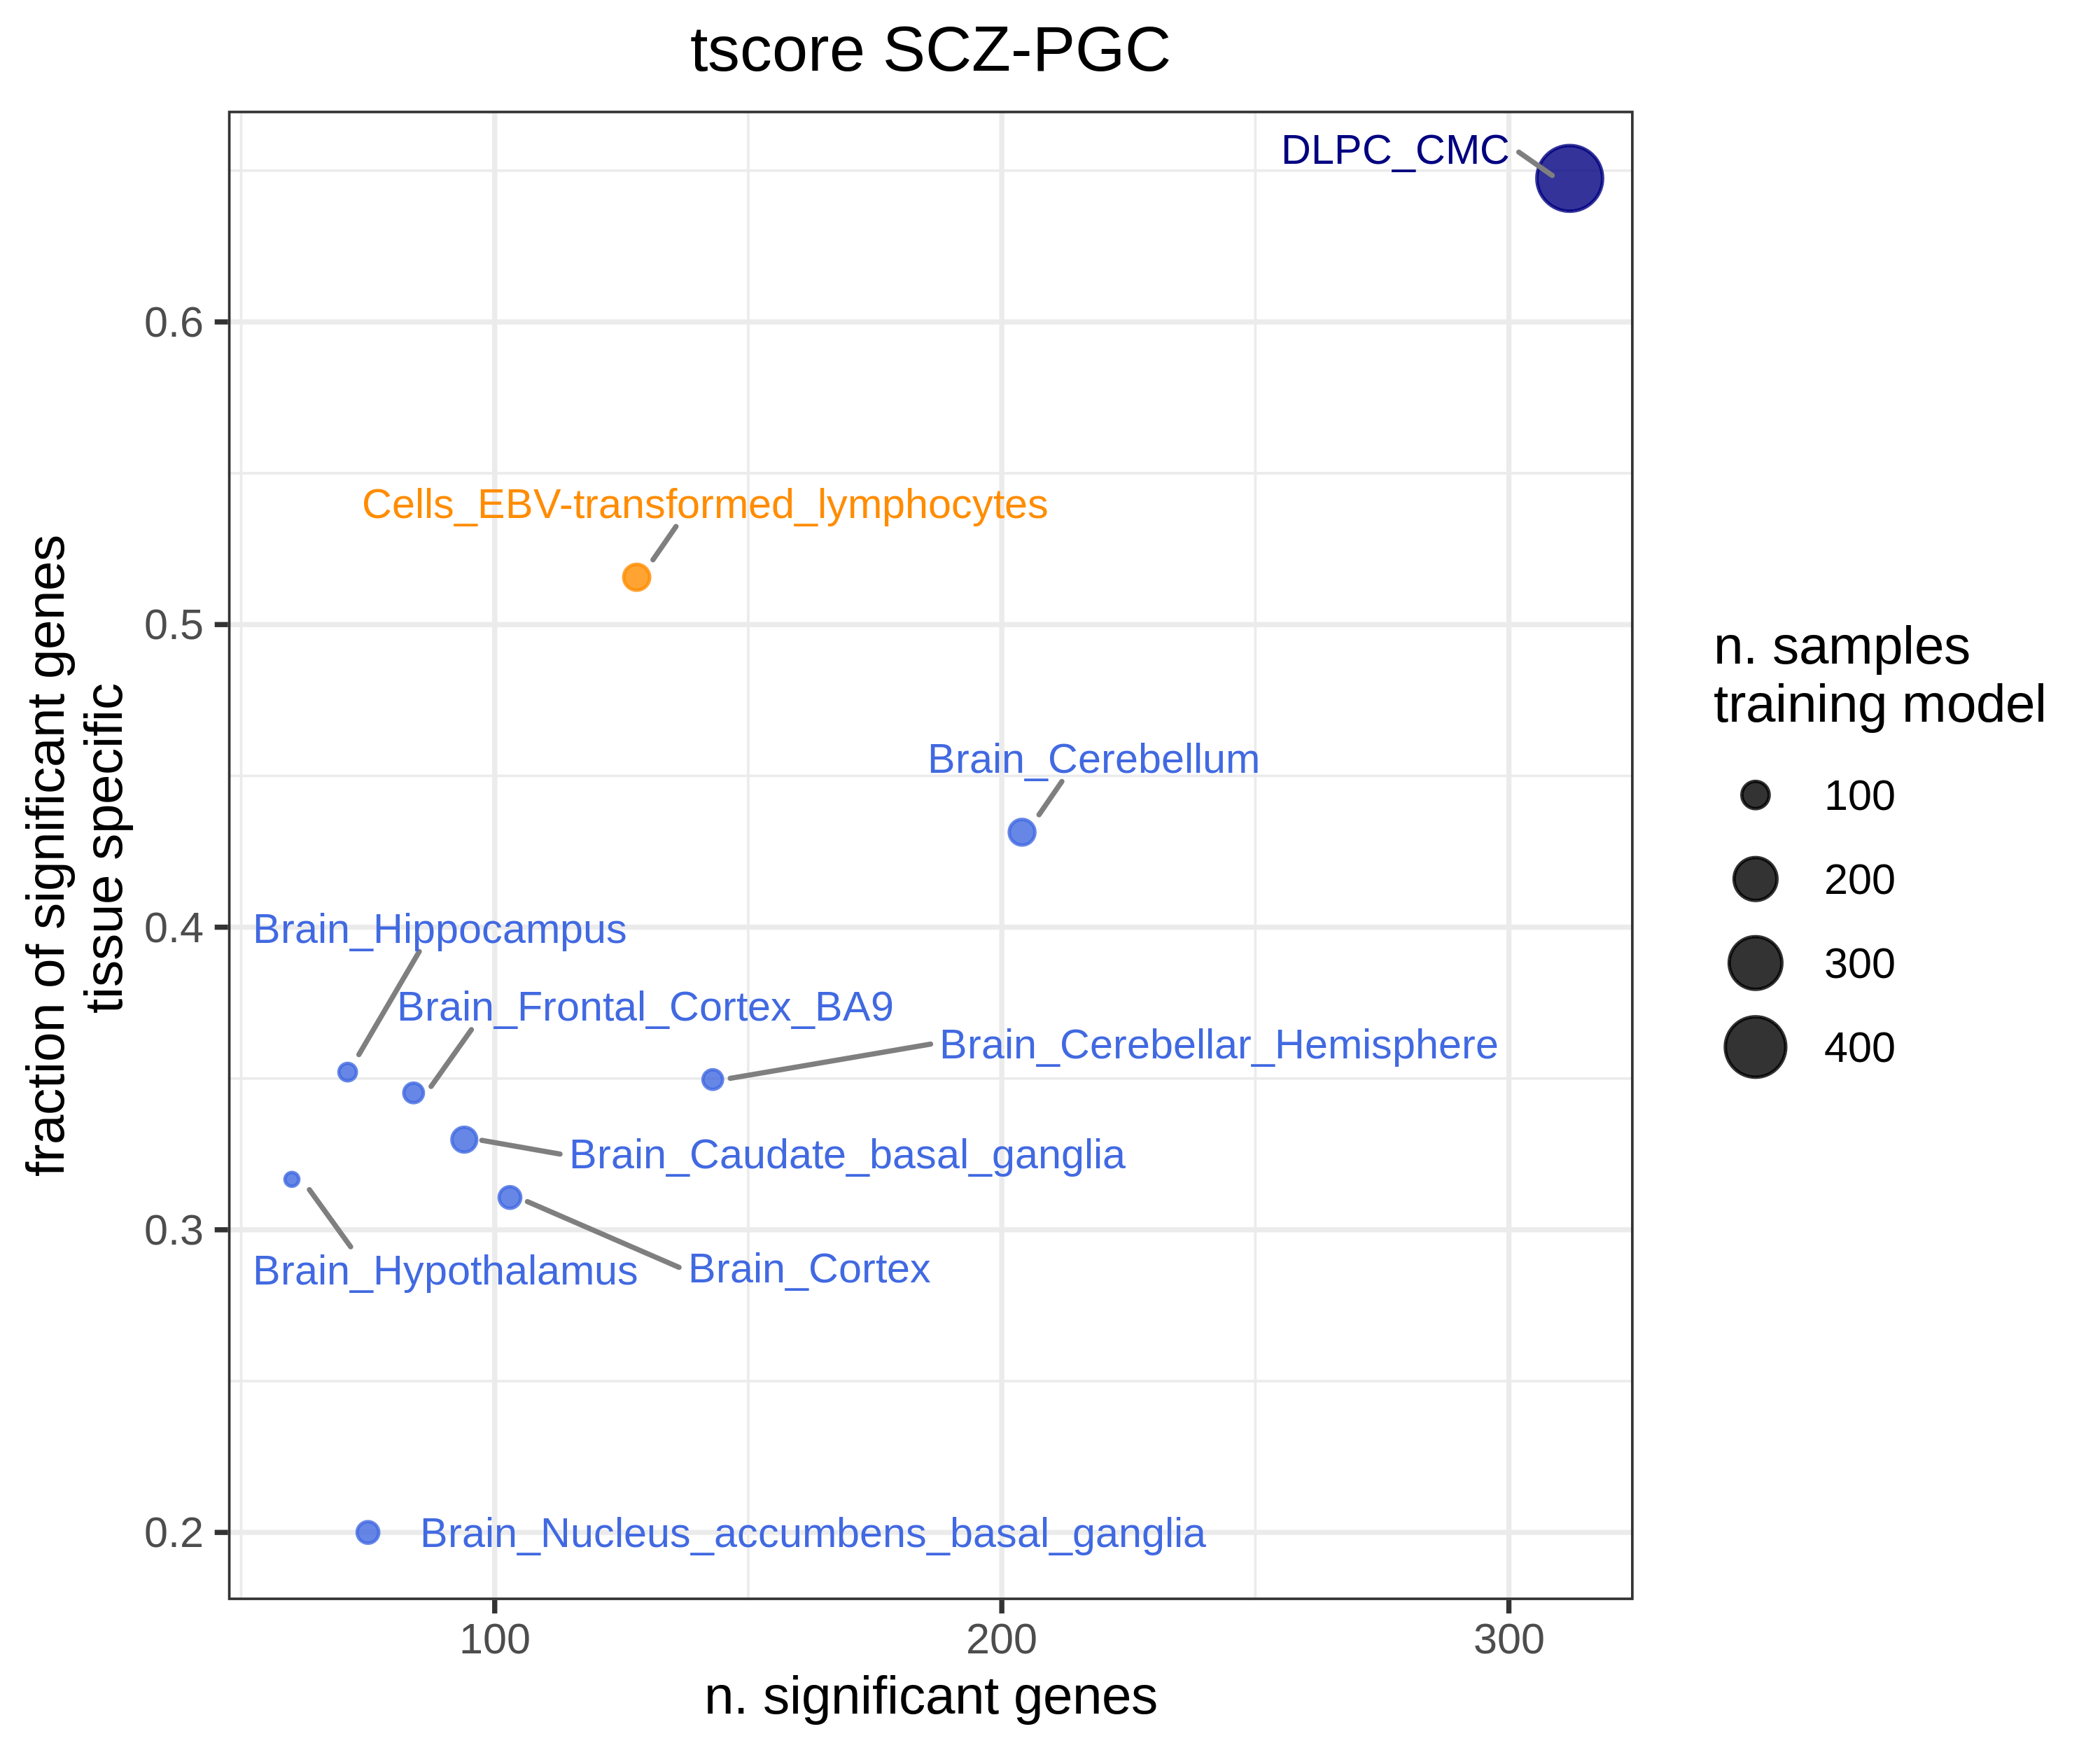 tscore SCZ-PGC
DLPC_CMC
Cells_EBV-transformed_lymphocytes
Brain_Cerebellum
Brain_Hippocampus
Brain_Frontal_Cortex_BA9
Brain_Cerebellar_Hemisphere
Brain_Caudate_basal_ganglia
Brain_Hypothalamus
Brain_Cortex
Brain_Nucleus_accumbens_basal_ganglia
0.6
0.5
0.4
0.3
0.2
100
200
300
n. significant genes
fraction of significant genes
tissue specific
n. samples
training model
100
200
300
400